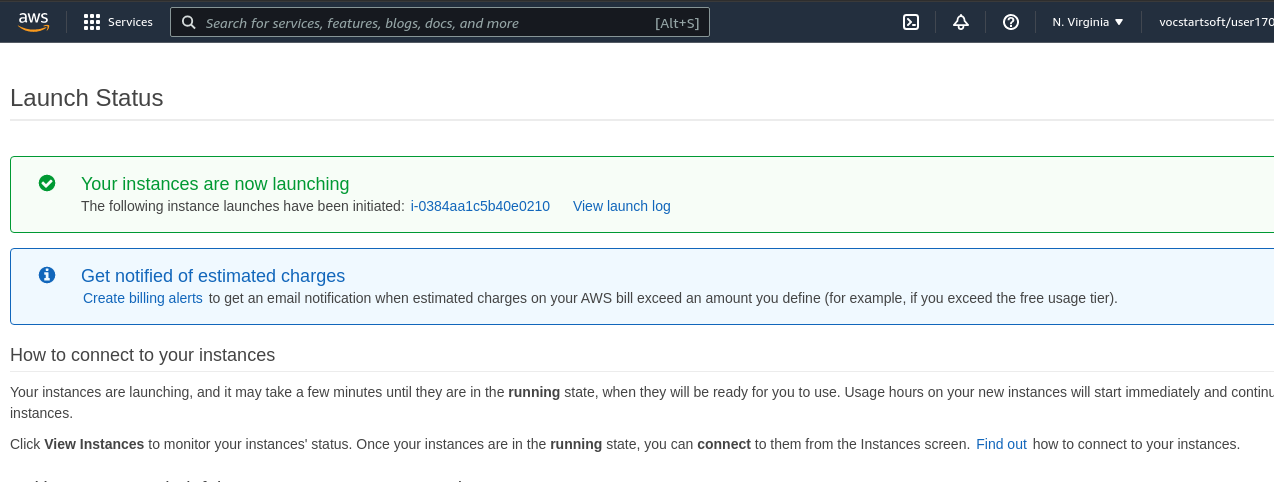 aws Services Search for services, features, blogs, docs, and more [Alt+S] N. Virginia vocstartsoft/user170
Launch Status
Your instances are now launching
The following instance launches have been initiated: i-0384aa1c5b40e0210 View launch log
Get notified of estimated charges
Create billing alerts to get an email notification when estimated charges on your AWS bill exceed an amount you define (for example, if you exceed the free usage tier).
How to connect to your instances
Your instances are launching, and it may take a few minutes until they are in the running state, when they will be ready for you to use. Usage hours on your new instances will start immediately and continu
instances.
Click View Instances to monitor your instances' status. Once your instances are in the running state, you can connect to them from the Instances screen. Find out how to connect to your instances.